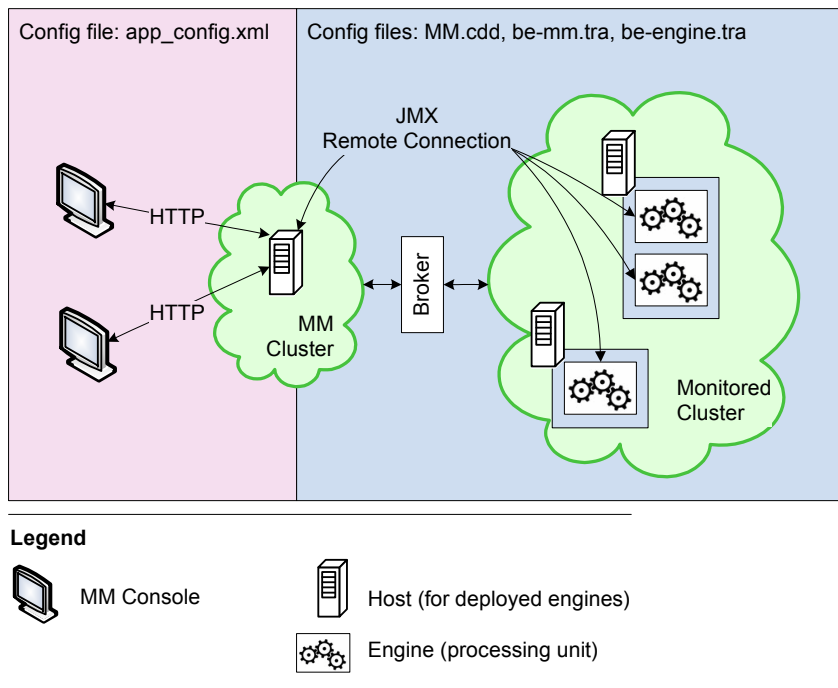 Config file: app_config.xml
Config files: MM.cdd, be-mm.tra, be-engine.tra
JMX
Remote Connection
HTTP
HTTP
MM
Cluster
Broker
Monitored
Cluster
Legend
MM Console
Host (for deployed engines)
Engine (processing unit)